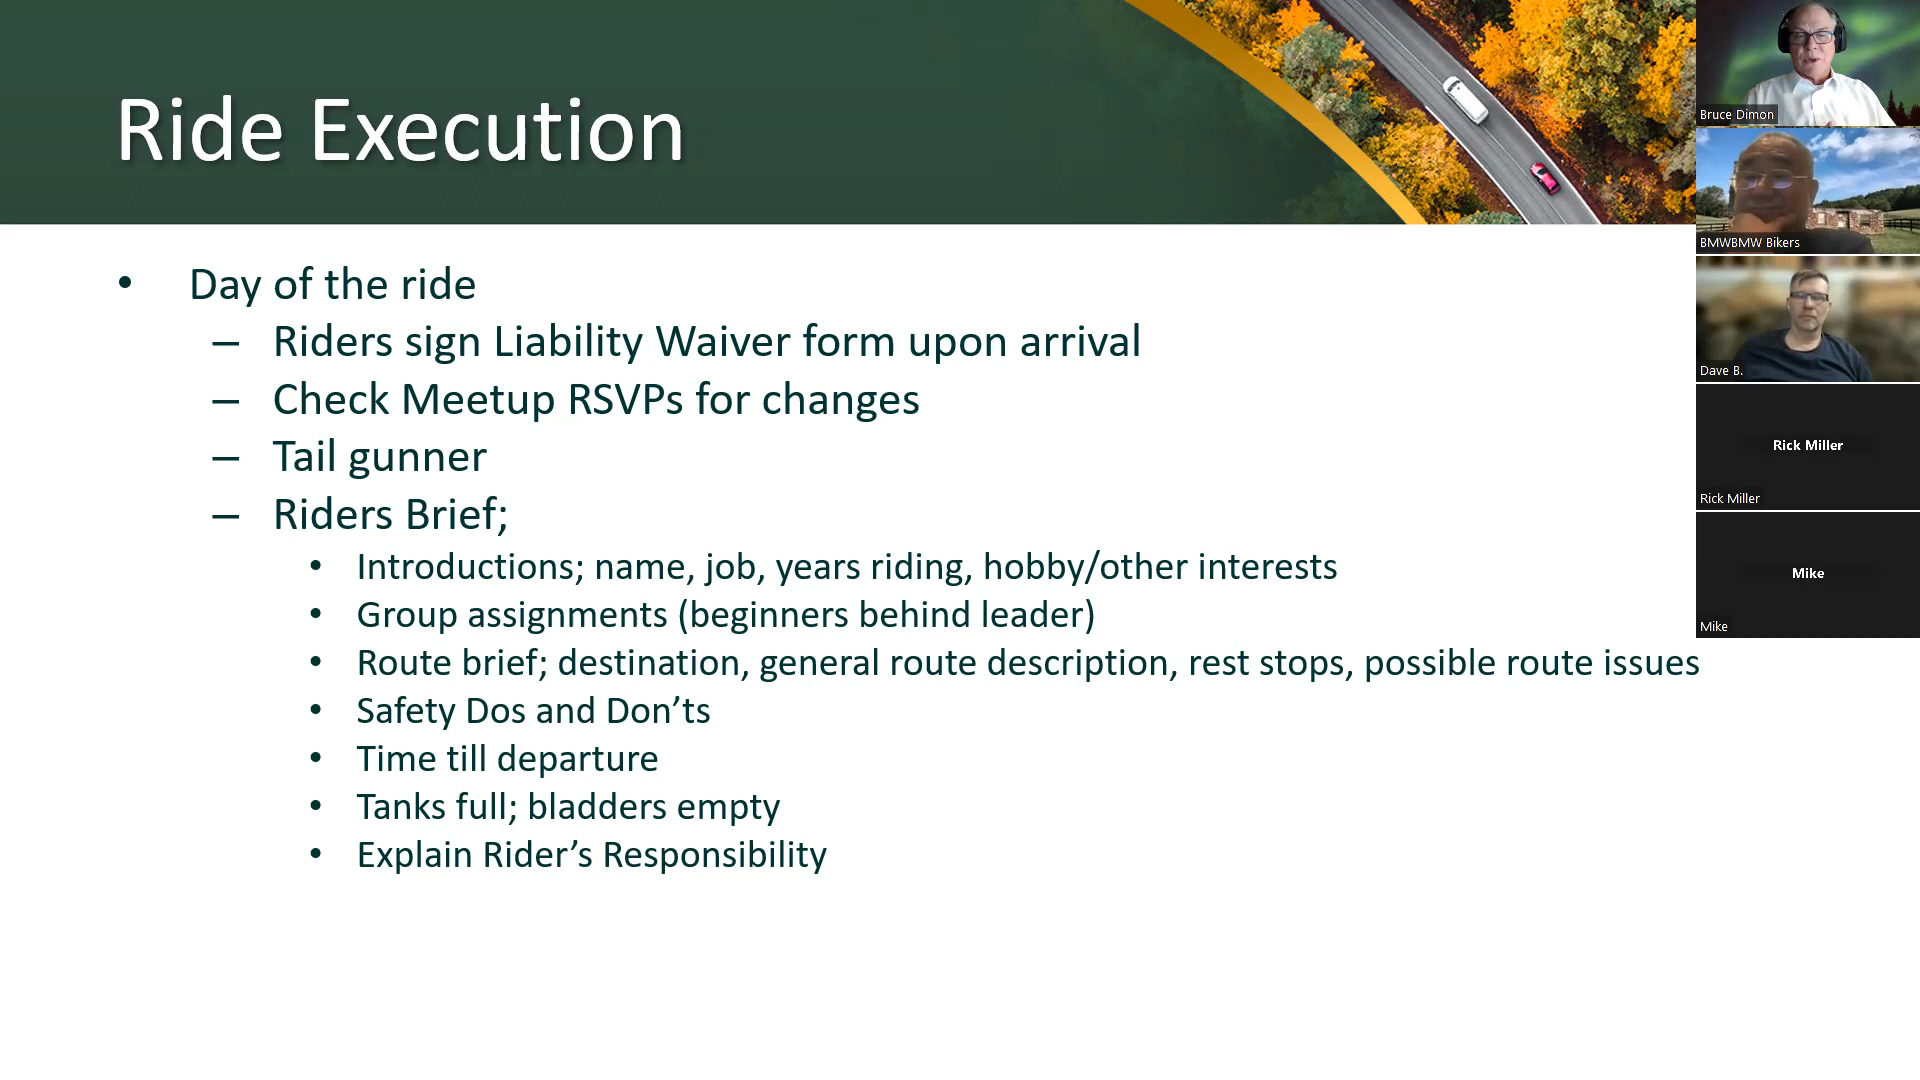 Ride Execution
• Day of the ride
– Riders sign Liability Waiver form upon arrival
– Check Meetup RSVPs for changes
– Tail gunner
– Riders Brief;
• Introductions; name, job, years riding, hobby/other interests
• Group assignments (beginners behind leader)
• Route brief; destination, general route description, rest stops, possible route issues
• Safety Dos and Don’ts
• Time till departure
• Tanks full; bladders empty
• Explain Rider’s Responsibility
Bruce Dimon
BMWBMW Bikers
Dave B.
Rick Miller
Rick Miller
Mike
Mike